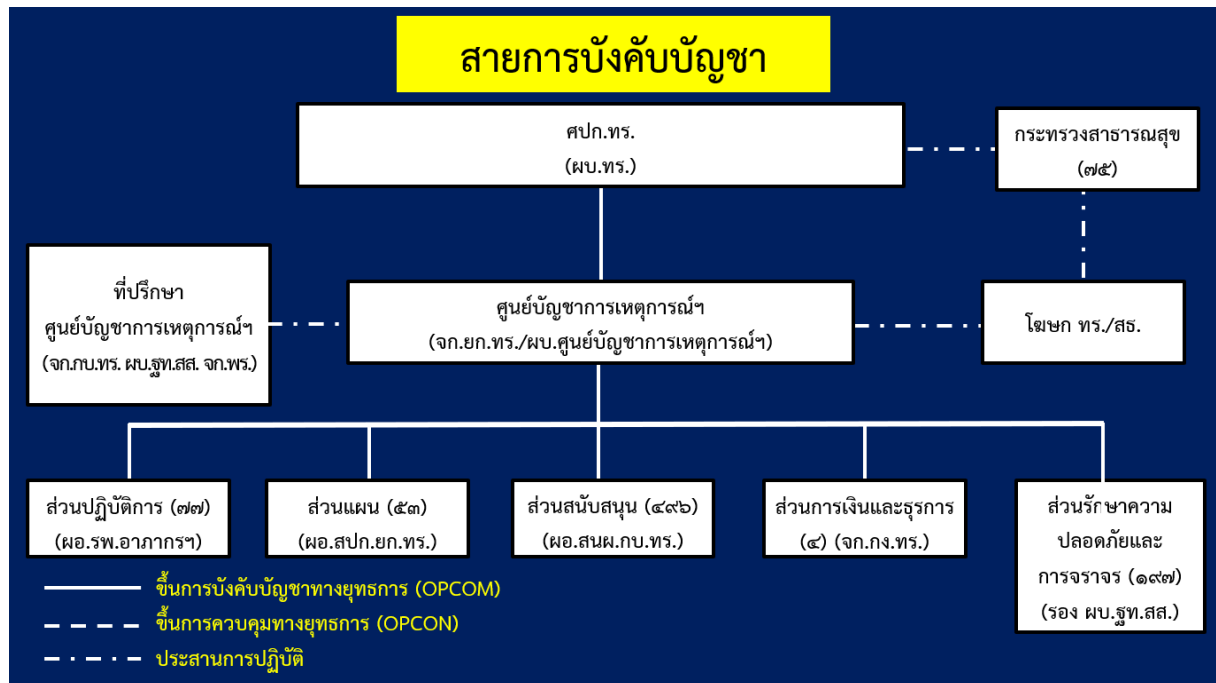 สายการบังคับบัญชา
ศปก.ทร.
(ผบ.ทร.)
กระทรวงสาธารณสุข
(๗๕)
ที่ปรึกษา
ศูนย์บัญชาการเหตุการณ์ฯ
(จก.กบ.ทร. ผบ.ฐท.สส. จก.พร.)
ศูนย์บัญชาการเหตุการณ์ฯ
(จก.ยก.ทร./ผบ.ศูนย์บัญชาการเหตุการณ์ฯ)
โฆษก ทร./สธ.
ส่วนปฏิบัติการ (๗๗)
(ผอ.รพ.อาภากรฯ)
ส่วนแผน (๕๓)
(ผอ.สปก.ยก.ทร.)
ส่วนสนับสนุน (๔๙๖)
(ผอ.สนผ.กบ.ทร.)
ส่วนการเงินและธุรการ
(๔) (จก.กง.ทร.)
ส่วนรักษาความ
ปลอดภัยและ
การจราจร (๑๙๗)
(รอง ผบ.ฐท.สส.)
ขึ้นการบังคับบัญชาทางยุทธการ (OPCOM)
ขึ้นการควบคุมทางยุทธการ (OPCON)
ประสานการปฏิบัติ